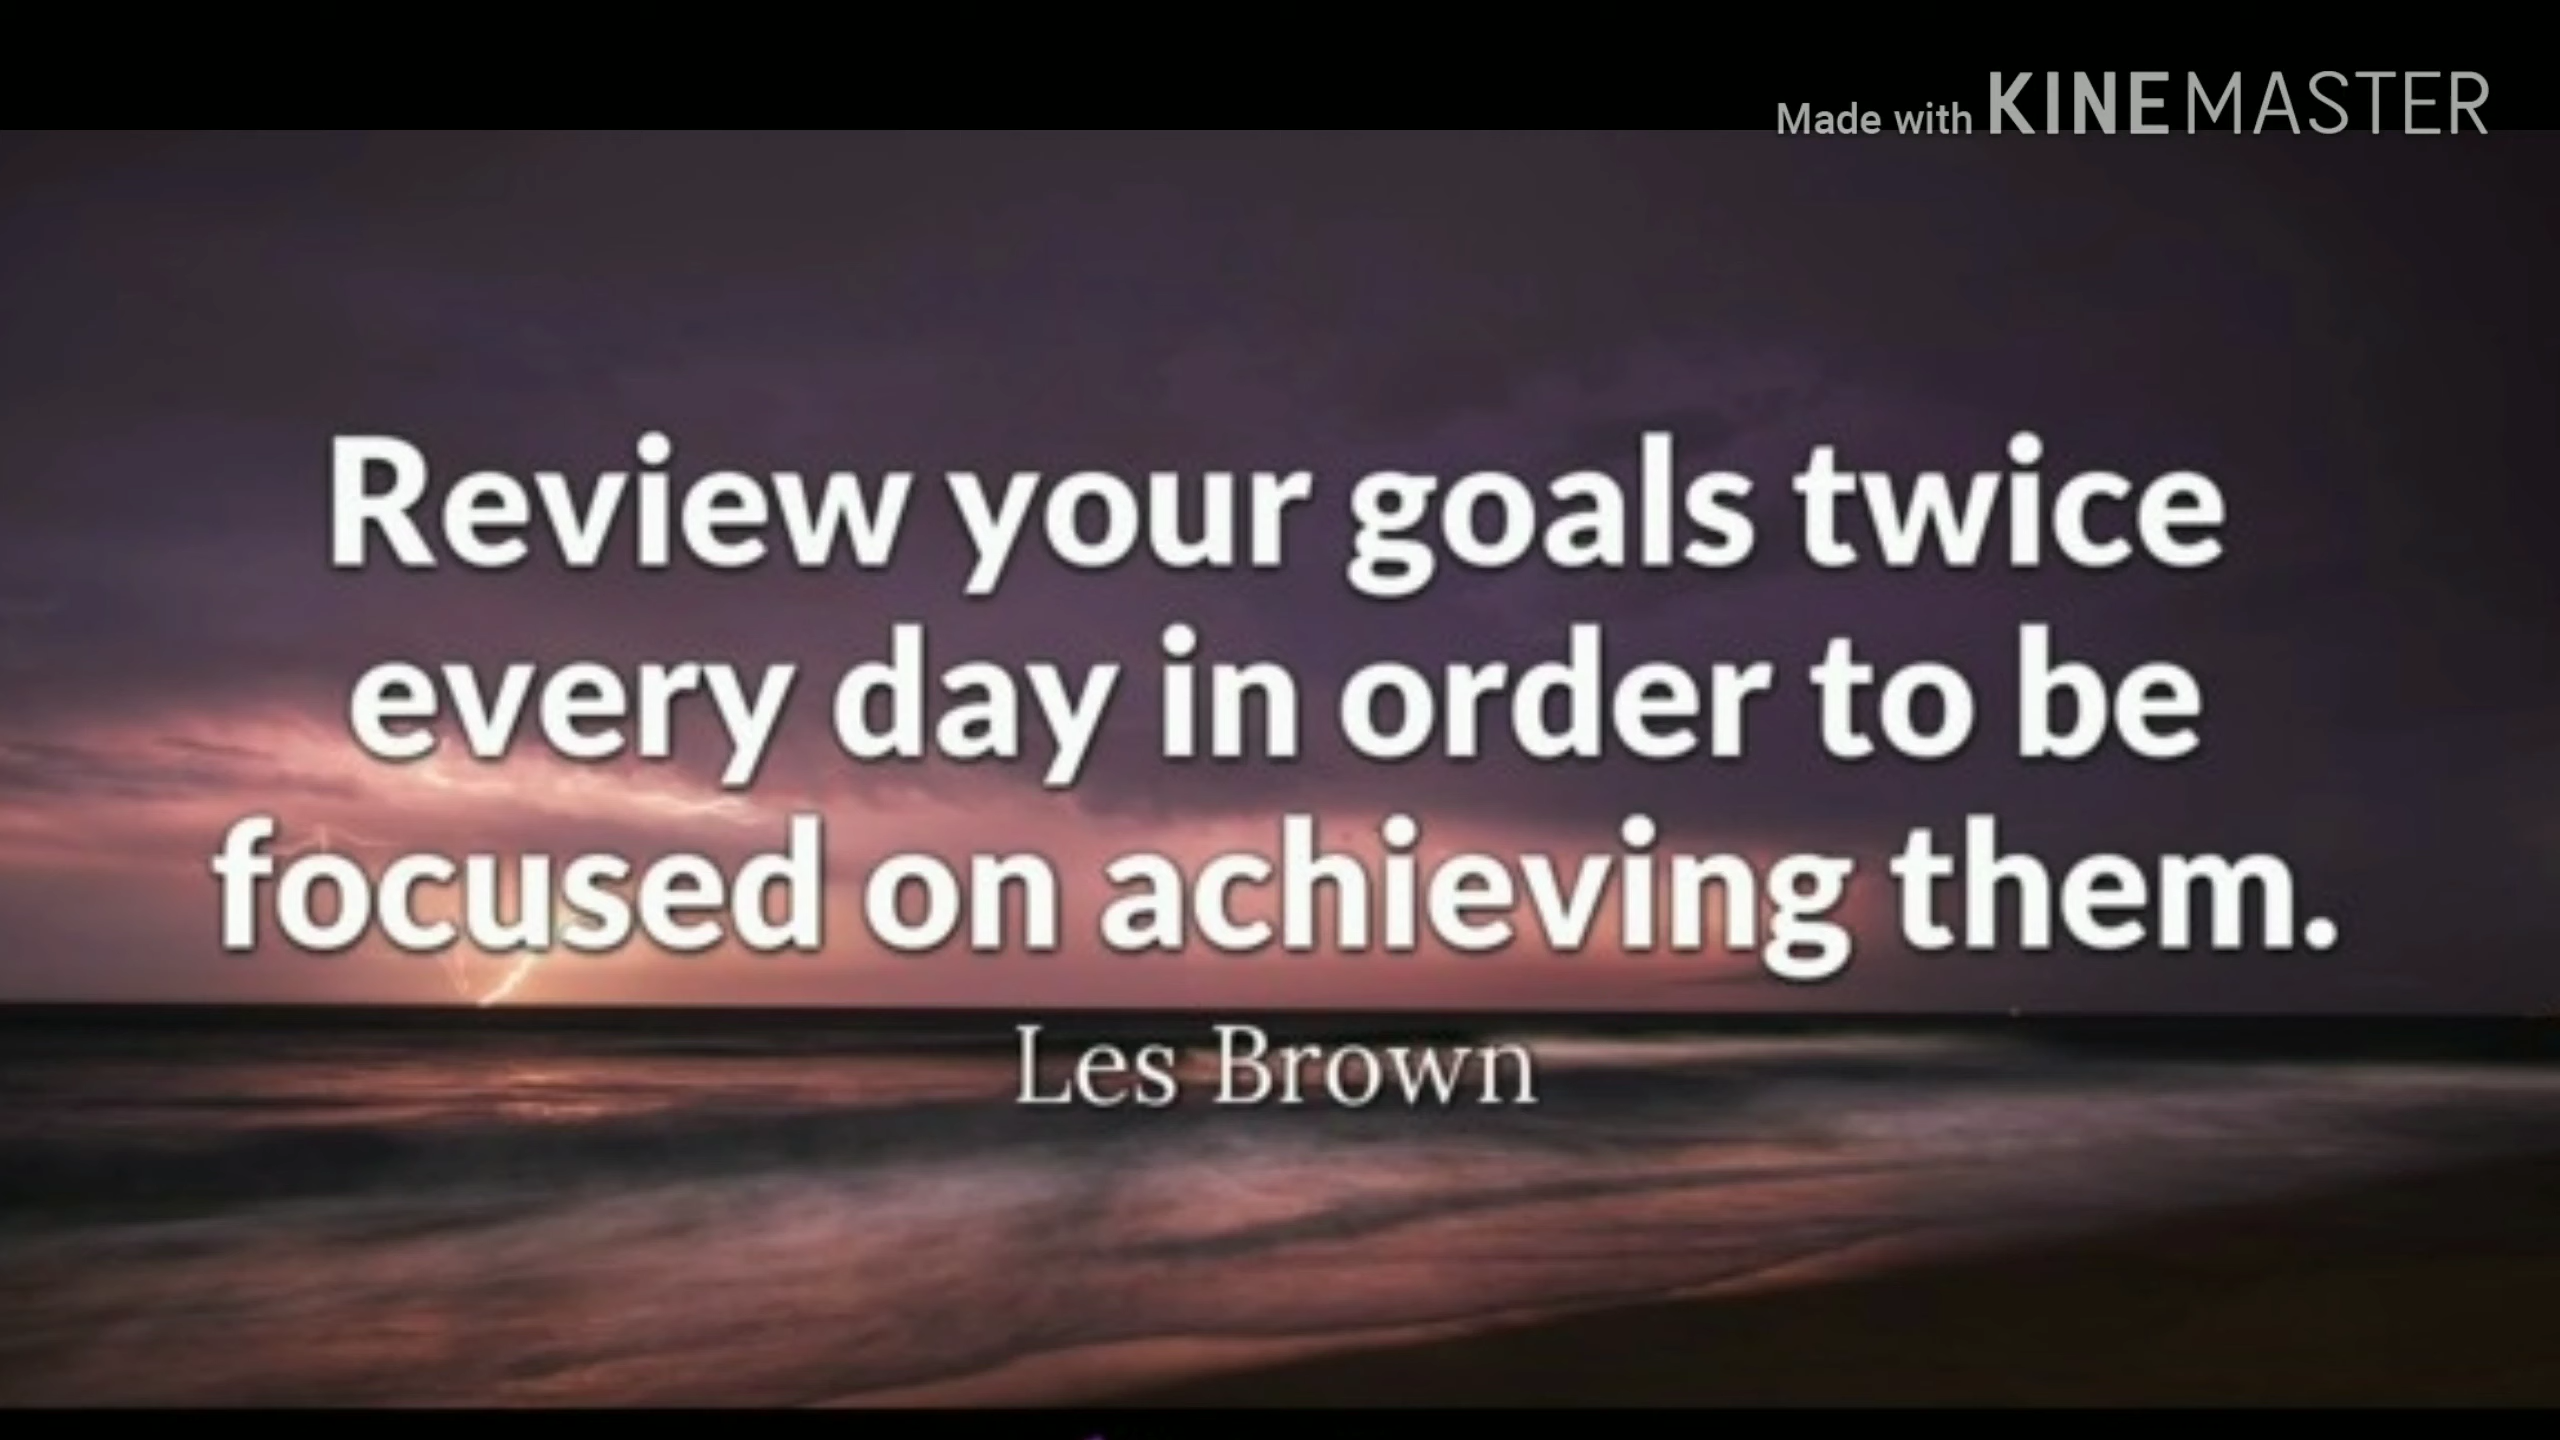 Made with KINEMASTER
Review your goals twice
every day in order to be
focused on achieving them.
Les Brown